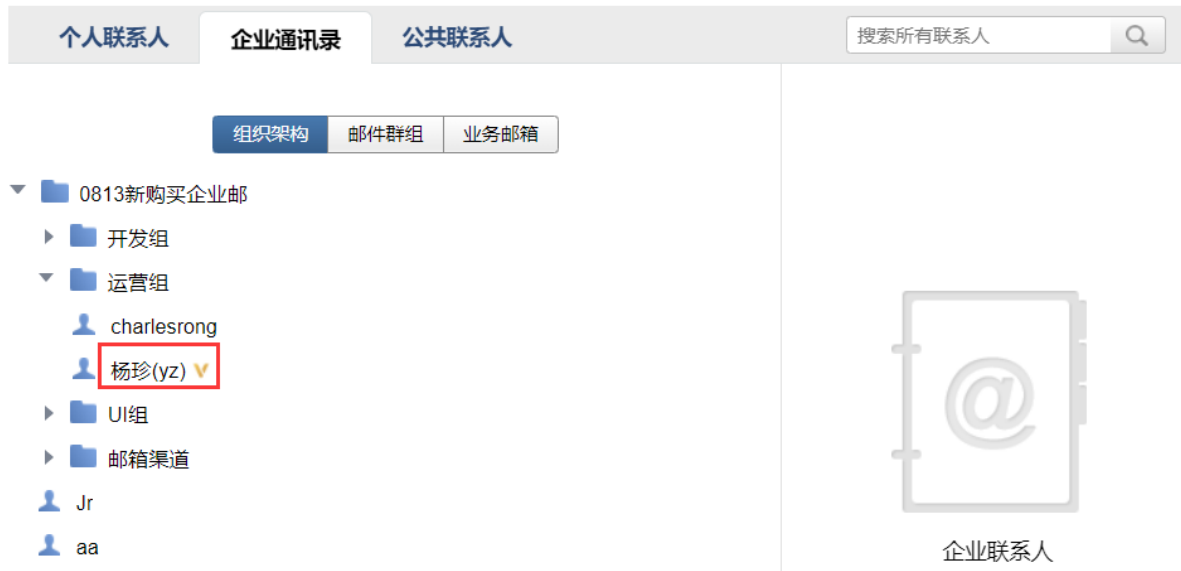 个人联系人 企业通讯录 公共联系人 搜索所有联系人
组织架构 邮件群组 业务邮箱
0813新购买企业邮
开发组
运营组
charlesrong
杨珍(yz) V
UI组
邮箱渠道
Jr
aa
@
企业联系人